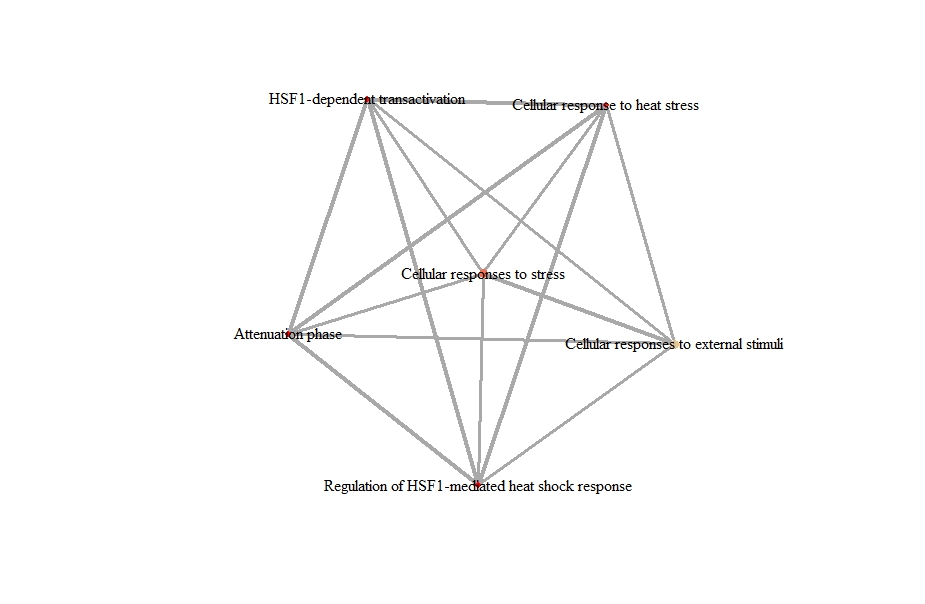 HSF1-dependent transactivation
Cellular response to heat stress
Cellular responses to stress
Attenuation phase
Cellular responses to external stimuli
Regulation of HSF1-mediated heat shock response